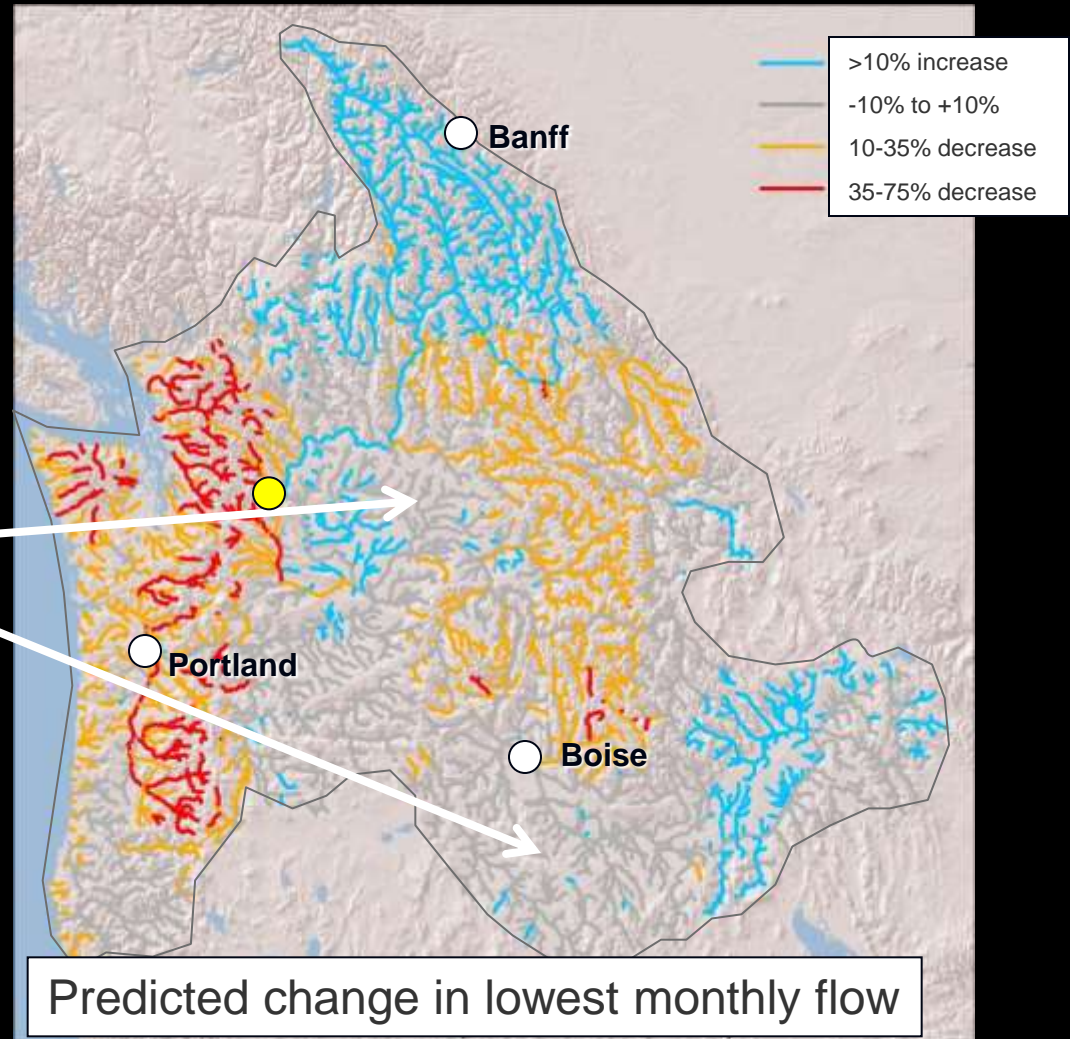 >10% increase
-10% to +10%
10-35% decrease
35-75% decrease
Banff
Portland
Boise
Predicted change in lowest monthly flow